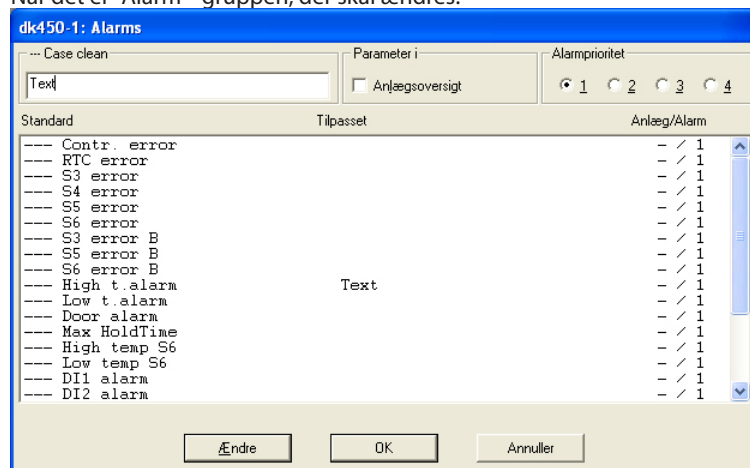 Når det er "Alarm" gruppen, der skal ændres:
dk450-1: Alarms
--- Case clean
Parameter i
Alarmprioritet
Text
Anlægsoversigt
1 2 3 4
Standard Tilpasset Anlæg/Alarm
--- Contr. error - / 1
--- RTC error - / 1
--- S3 error - / 1
--- S4 error - / 1
--- S5 error - / 1
--- S6 error - / 1
--- S3 error B - / 1
--- S5 error B - / 1
--- S6 error B - / 1
--- High t.alarm Text - / 1
--- Low t.alarm - / 1
--- Door alarm - / 1
--- Max HoldTime - / 1
--- High temp S6 - / 1
--- Low temp S6 - / 1
--- DI1 alarm - / 1
--- DI2 alarm - / 1
Ændre OK Annuller